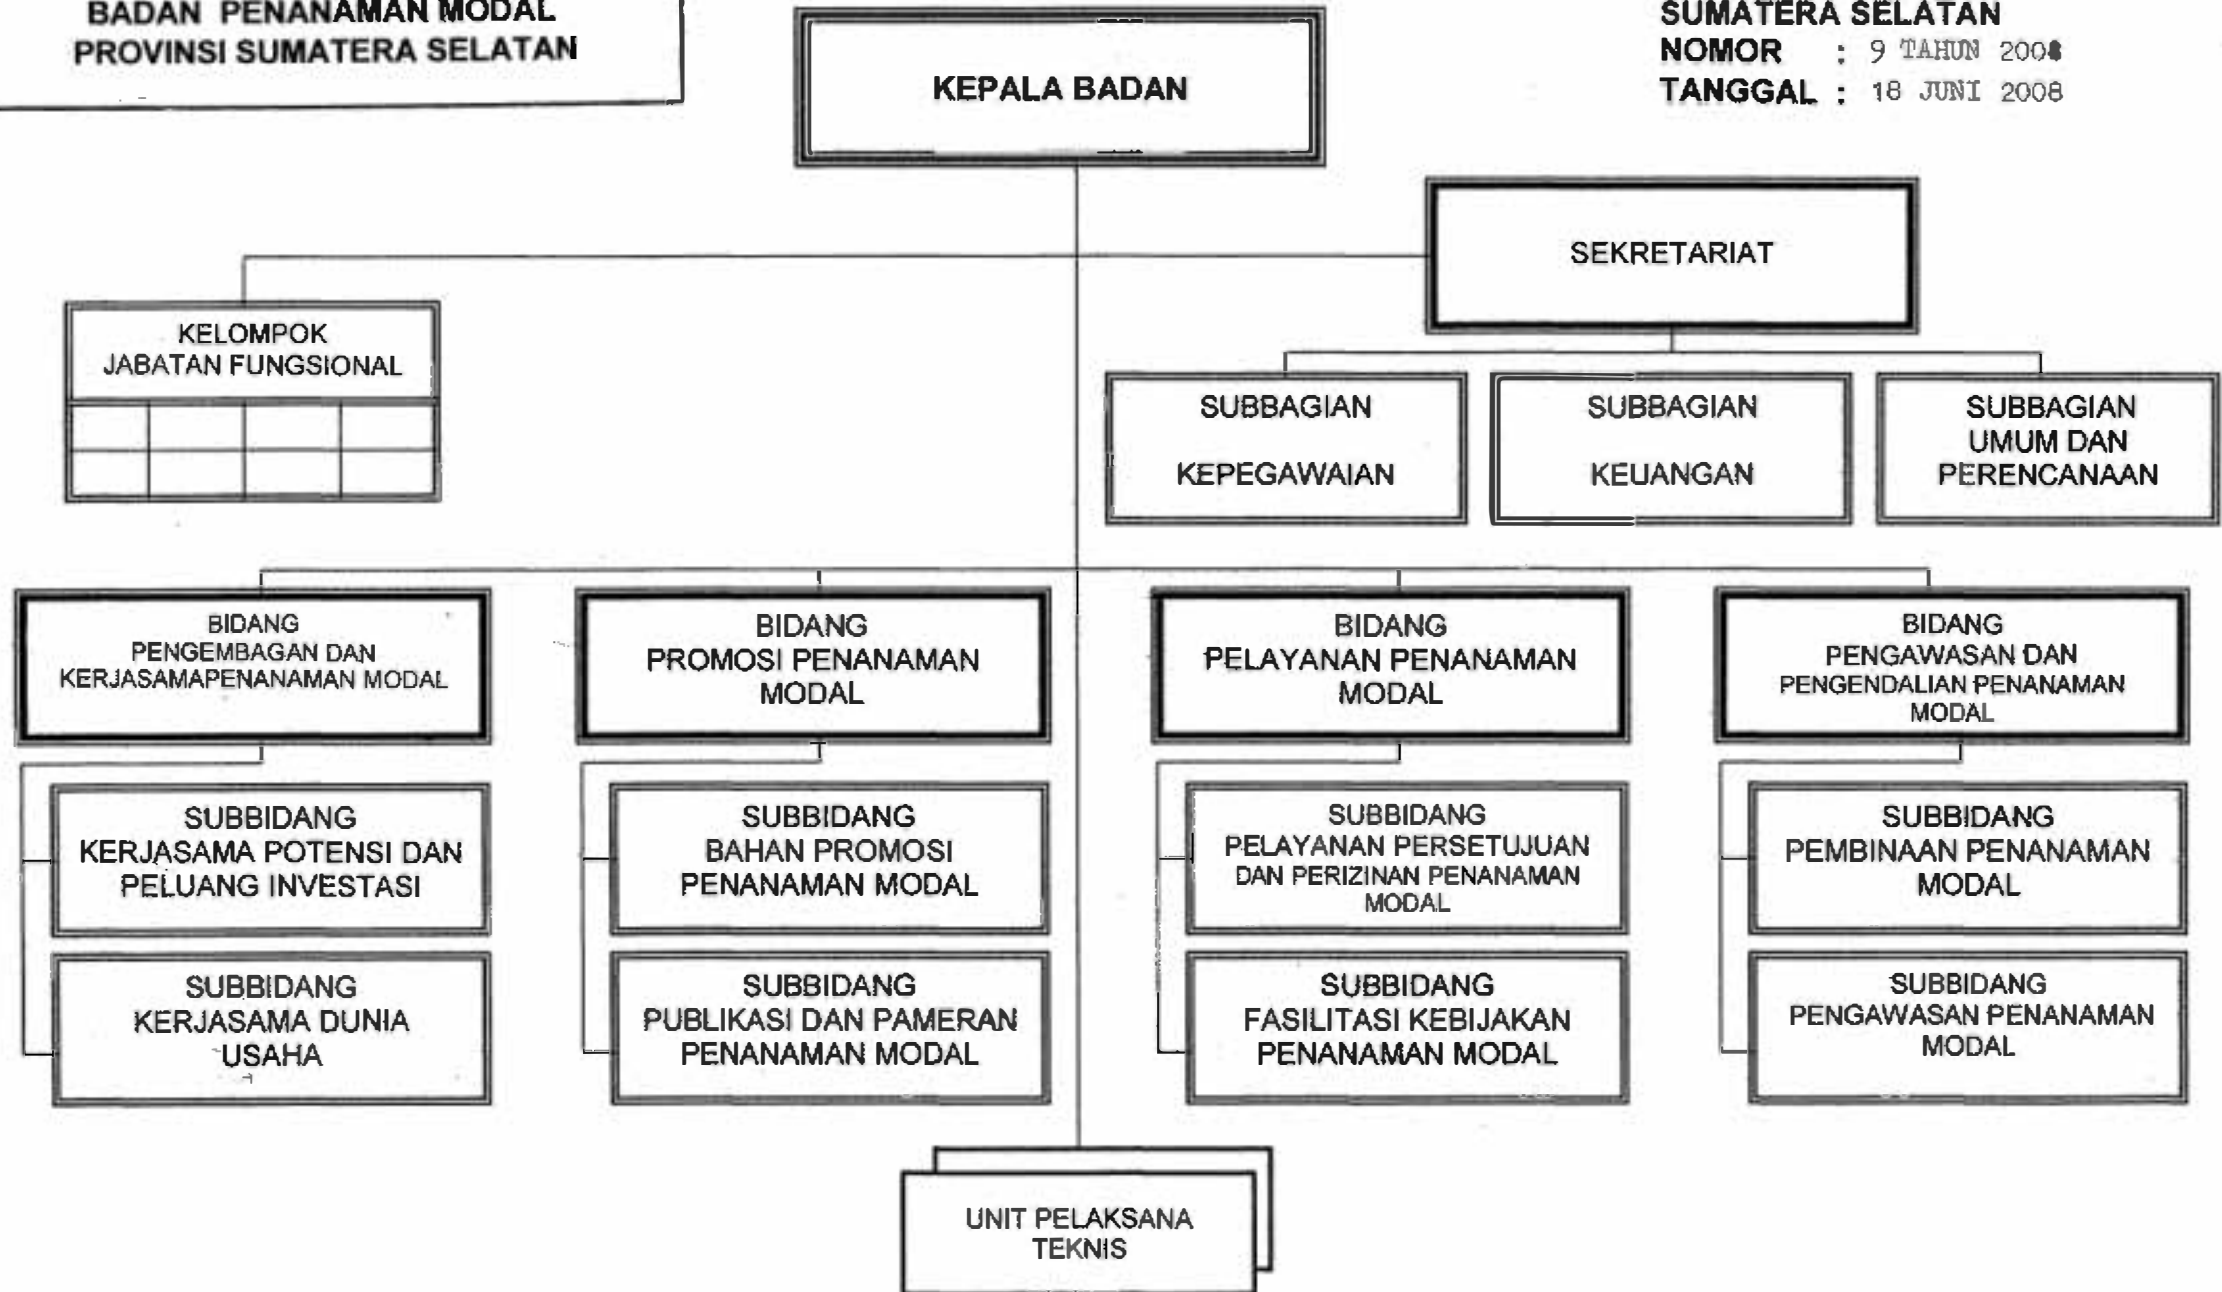 BADAN PENANAMAN MODAL
PROVINSI SUMATERA SELATAN
SUMATERA SELATAN
NOMOR : 9 TAHUN 2008
TANGGAL : 18 JUNI 2008
KEPALA BADAN
SEKRETARIAT
KELOMPOK
JABATAN FUNGSIONAL
SUBBAGIAN
KEPEGAWAIAN
SUBBAGIAN
KEUANGAN
SUBBAGIAN
UMUM DAN
PERENCANAAN
BIDANG
PENGEMBAGAN DAN
KERJASAMAPENANAMAN MODAL
BIDANG
PROMOSI PENANAMAN
MODAL
BIDANG
PELAYANAN PENANAMAN
MODAL
BIDANG
PENGAWASAN DAN
PENGENDALIAN PENANAMAN
MODAL
SUBBIDANG
KERJASAMA POTENSI DAN
PELUANG INVESTASI
SUBBIDANG
BAHAN PROMOSI
PENANAMAN MODAL
SUBBIDANG
PELAYANAN PERSETUJUAN
DAN PERIZINAN PENANAMAN
MODAL
SUBBIDANG
PEMBINAAN PENANAMAN
MODAL
SUBBIDANG
KERJASAMA DUNIA
USAHA
SUBBIDANG
PUBLIKASI DAN PAMERAN
PENANAMAN MODAL
SUBBIDANG
FASILITASI KEBIJAKAN
PENANAMAN MODAL
SUBBIDANG
PENGAWASAN PENANAMAN
MODAL
UNIT PELAKSANA
TEKNIS